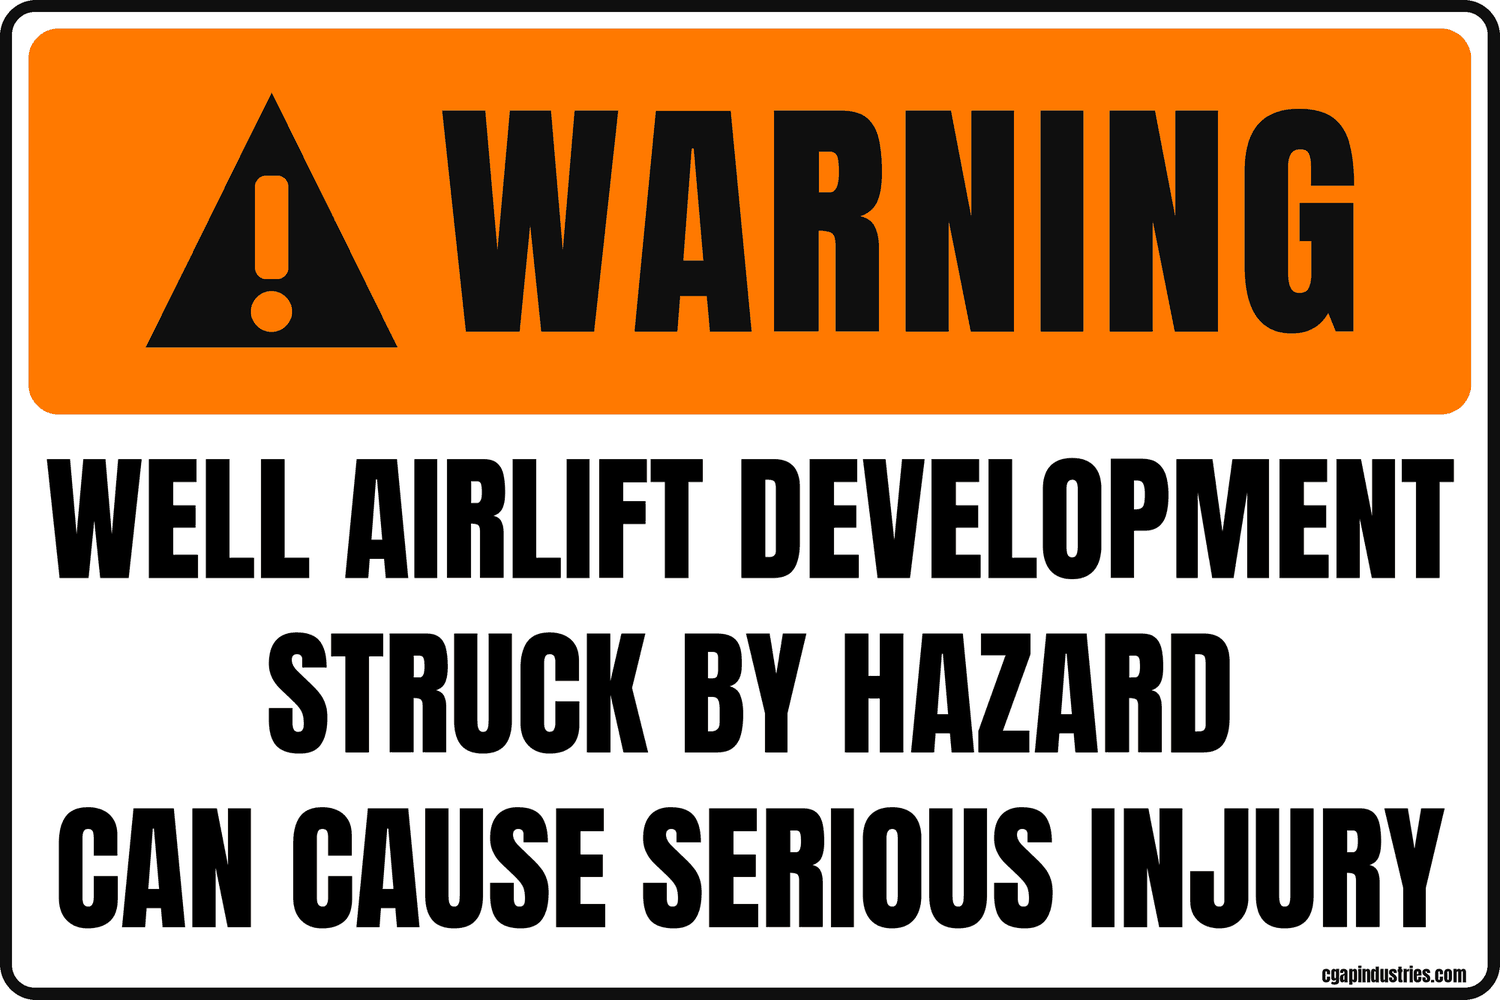 WARNING
WELL AIRLIFT DEVELOPMENT
STRUCK BY HAZARD
CAN CAUSE SERIOUS INJURY
cgapindustries.com